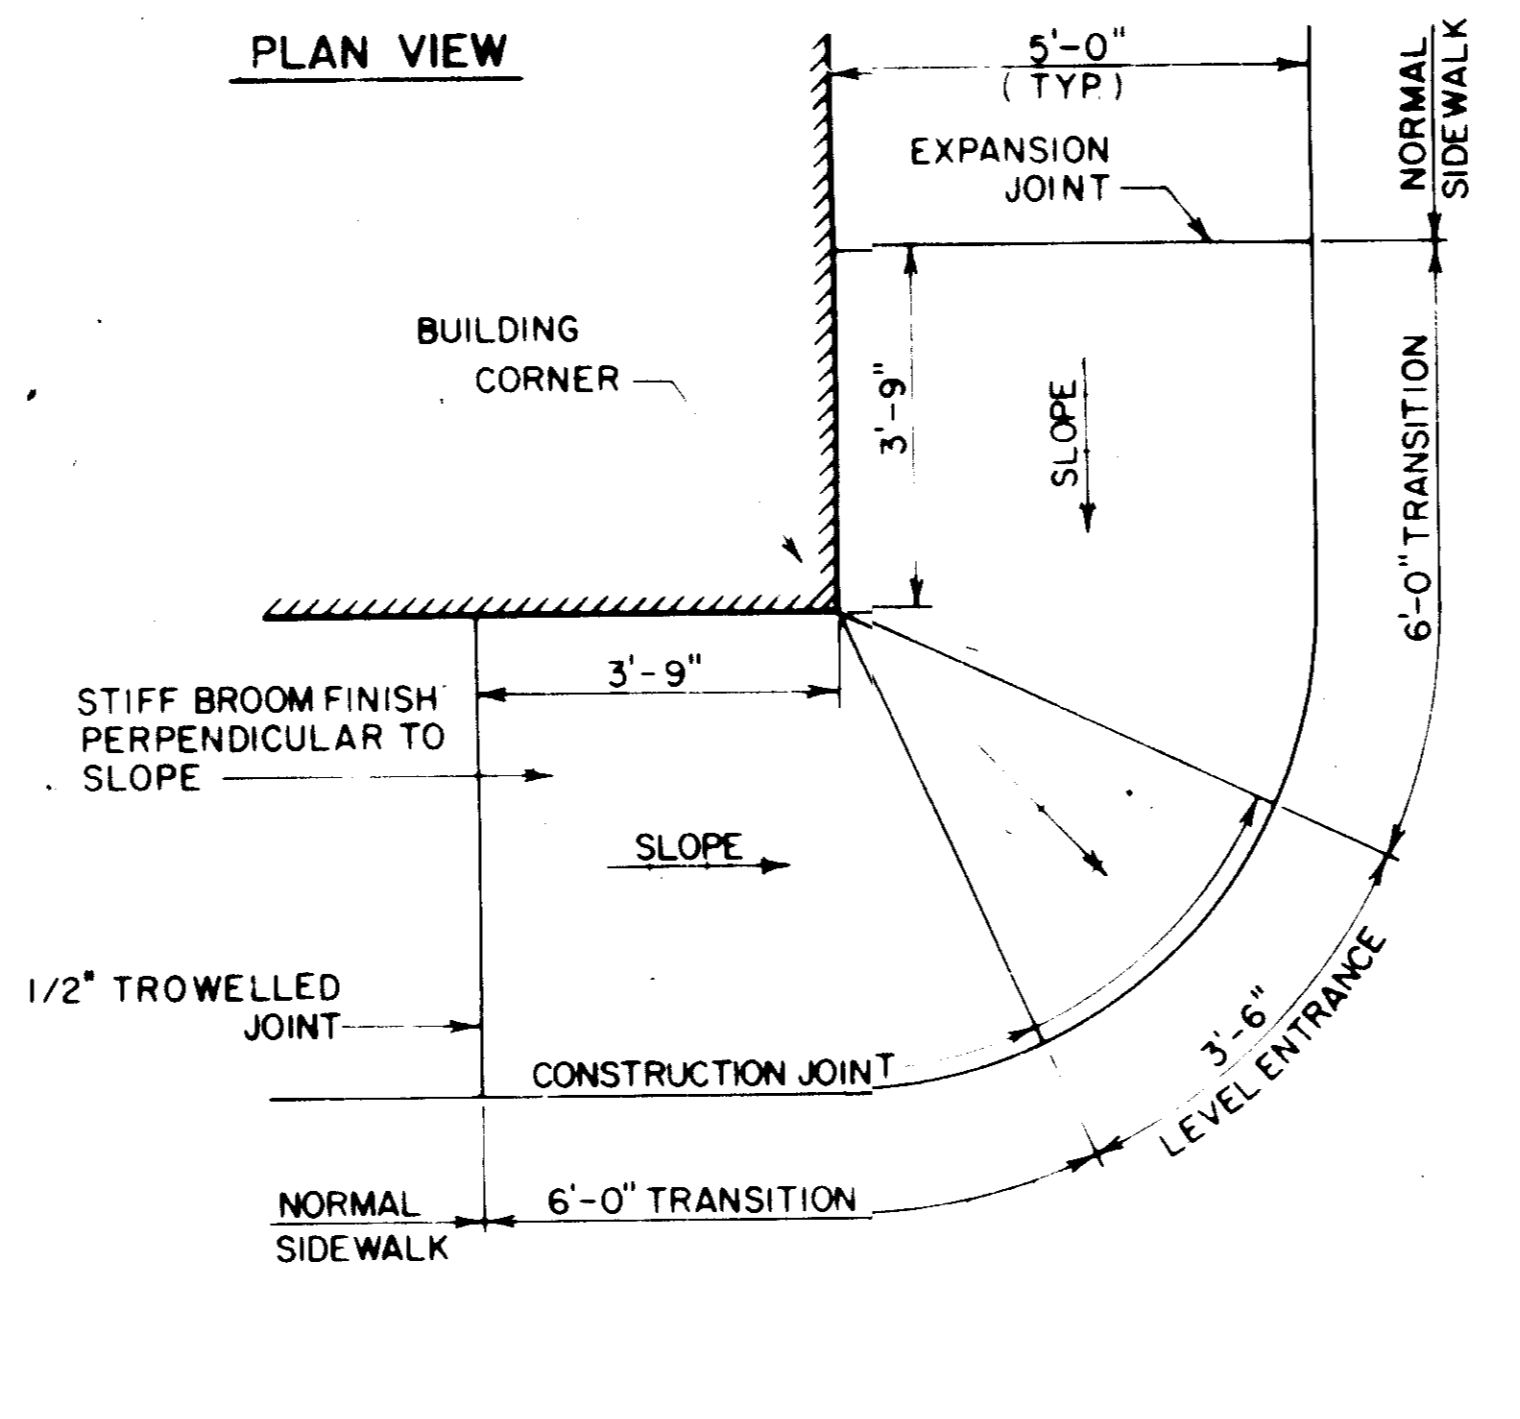 PLAN VIEW
5'-0"
(TYP.)
NORMAL
SIDEWALK
EXPANSION
JOINT
BUILDING
CORNER
3'-9"
SLOPE
6'-0" TRANSITION
3'-9"
STIFF BROOM FINISH
PERPENDICULAR TO
SLOPE
SLOPE
1/2" TROWELLED
JOINT
CONSTRUCTION JOINT
3'-6"
LEVEL ENTRANCE
6'-0" TRANSITION
NORMAL
SIDEWALK